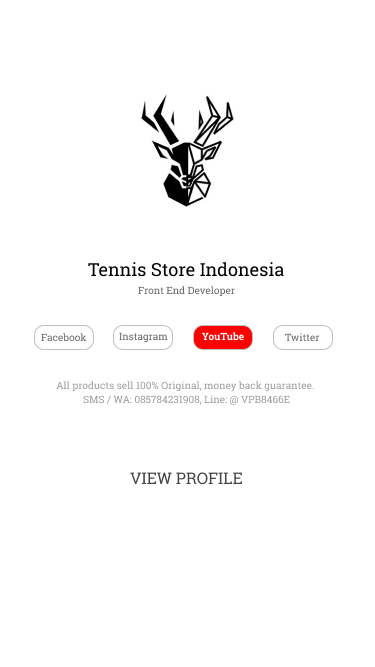 Tennis Store Indonesia
Front End Developer
Facebook Instagram YouTube Twitter
All products sell 100% Original, money back guarantee.
SMS / WA: 085784231908, Line: @ VPB8466E
VIEW PROFILE